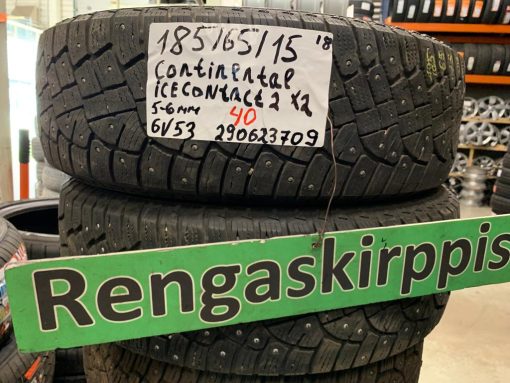 185/65/15 '18
Continental
iCECONTACT 2 x2
5-6mm 40
6V53 290623709
Rengaskirppis